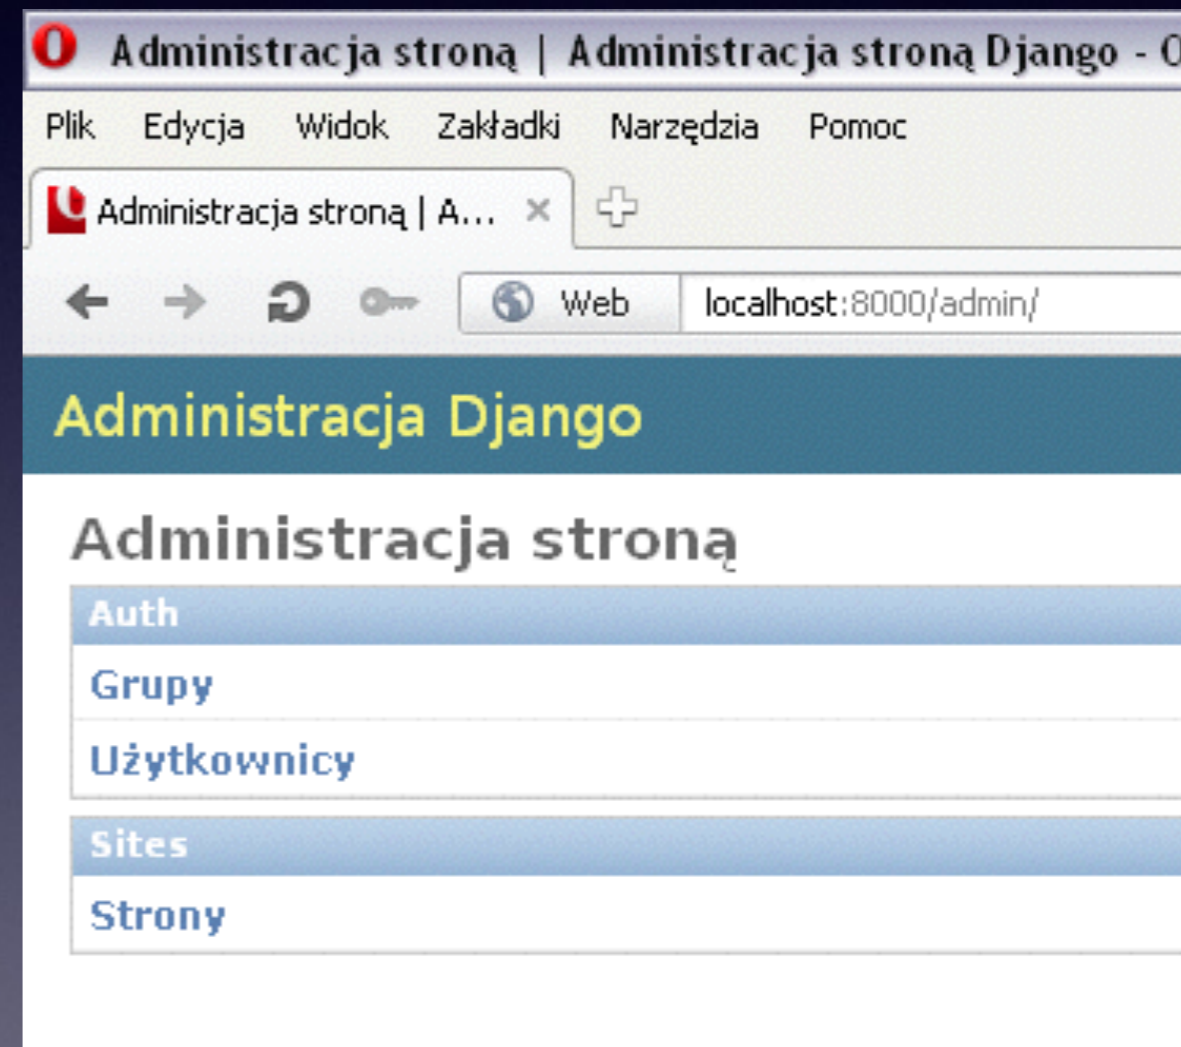 Administracja stroną | Administracja stroną Django - O
Plik Edycja Widok Zakładki Narzędzia Pomoc
Administracja stroną | A...
Web localhost:8000/admin/
Administracja Django
Administracja stroną
Auth
Grupy
Użytkownicy
Sites
Strony